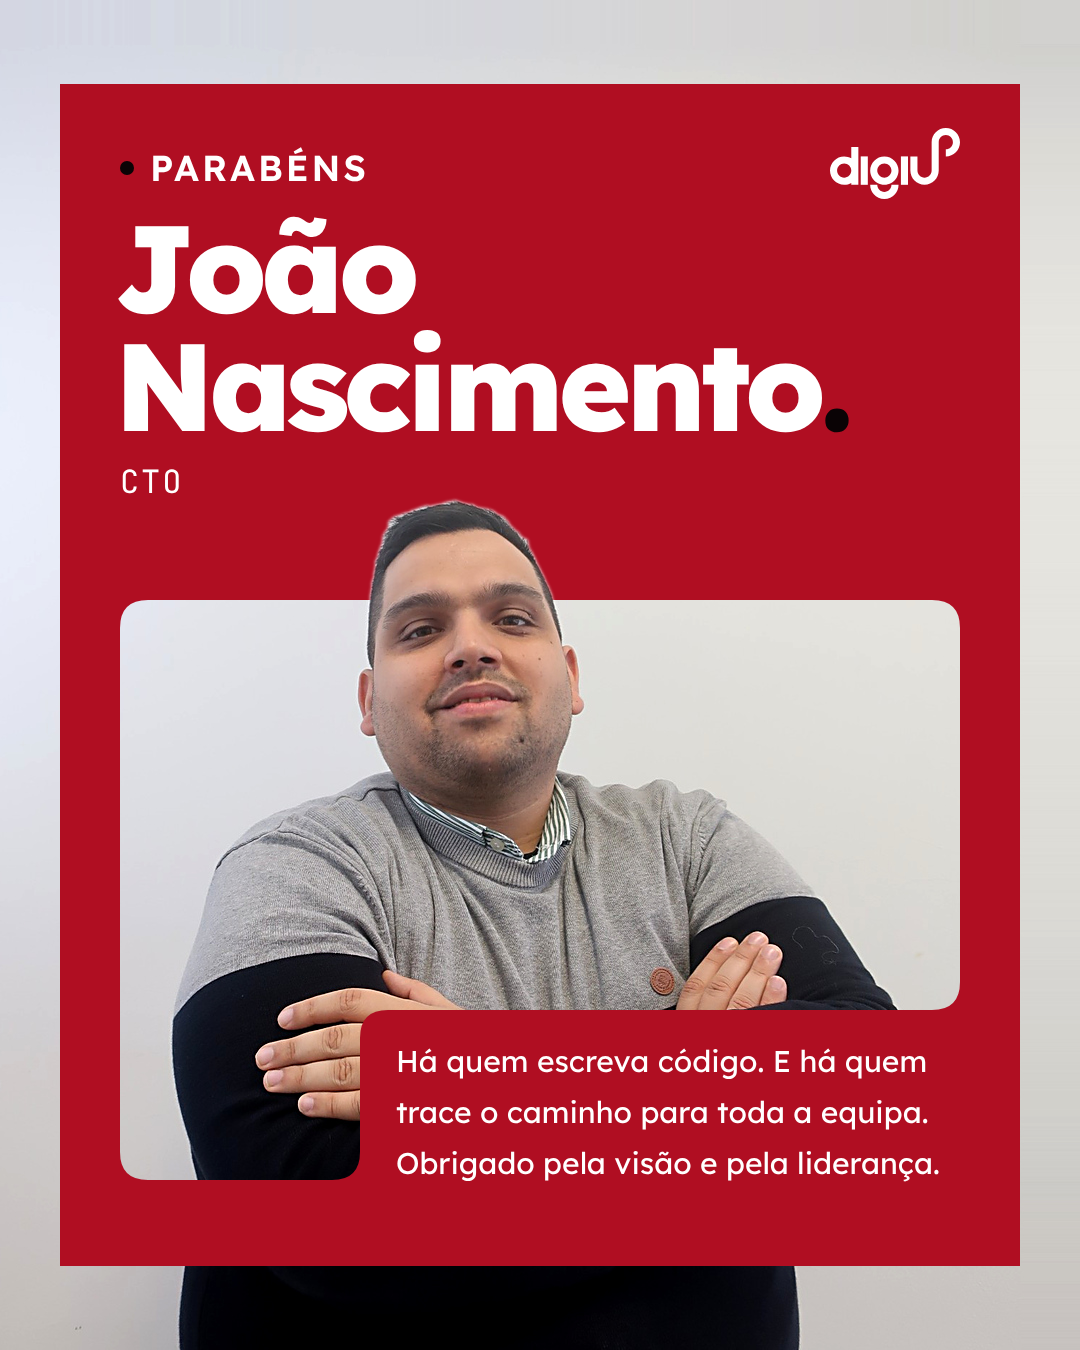 PARABÉNS
digiUP
João
Nascimento.
CTO
Há quem escreva código. E há quem
trace o caminho para toda a equipa.
Obrigado pela visão e pela liderança.